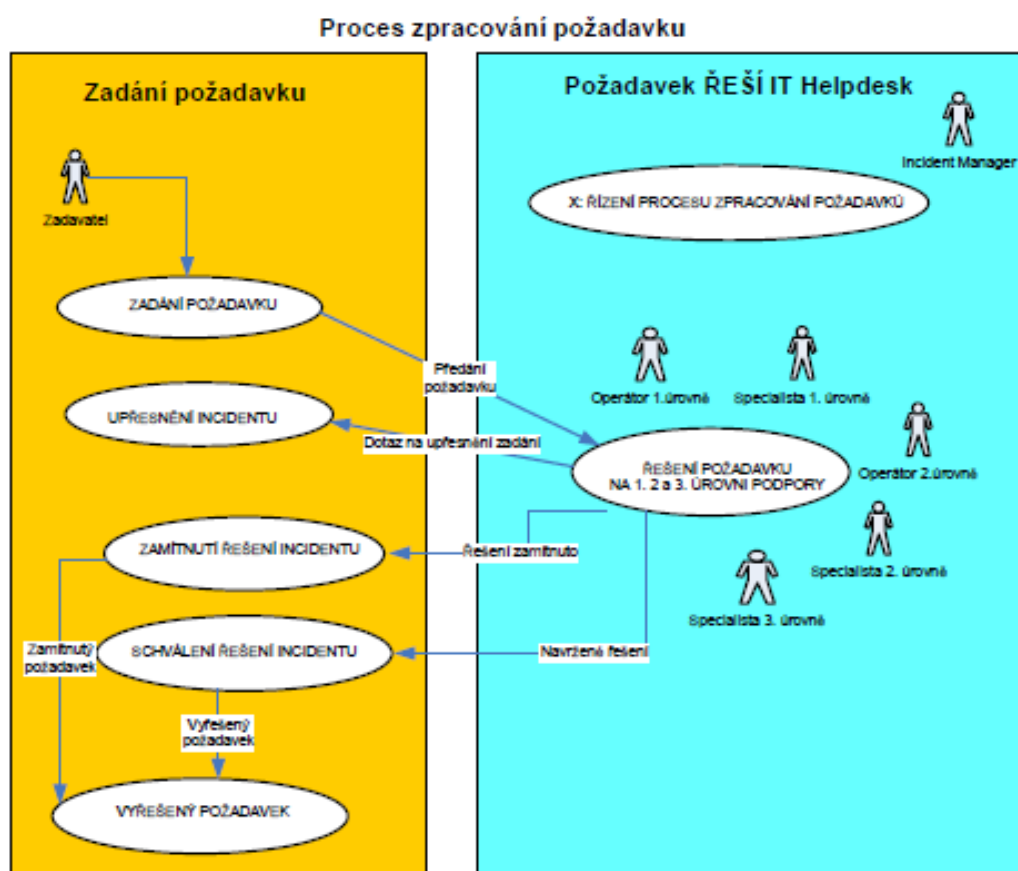 Proces zpracování požadavku
Zadání požadavku
Zadavatel
ZADÁNÍ POŽADAVKU
Předání
požadavku
UPŘESNĚNÍ INCIDENTU
Dotaz na upřesnění zadání
ZAMÍTNUTÍ ŘEŠENÍ INCIDENTU
Řešení zamítnuto
Zamítnutý
požadavek
SCHVÁLENÍ ŘEŠENÍ INCIDENTU
Navržené řešení
Vyřešený
požadavek
VYŘEŠENÝ POŽADAVEK
Požadavek ŘEŠÍ IT Helpdesk
Incident Manager
X: ŘÍZENÍ PROCESU ZPRACOVÁNÍ POŽADAVKŮ
Operátor 1.úrovně
Specialista 1. úrovně
Operátor 2.úrovně
ŘEŠENÍ POŽADAVKU
NA 1. 2 a 3. ÚROVNI PODPORY
Specialista 2. úrovně
Specialista 3. úrovně